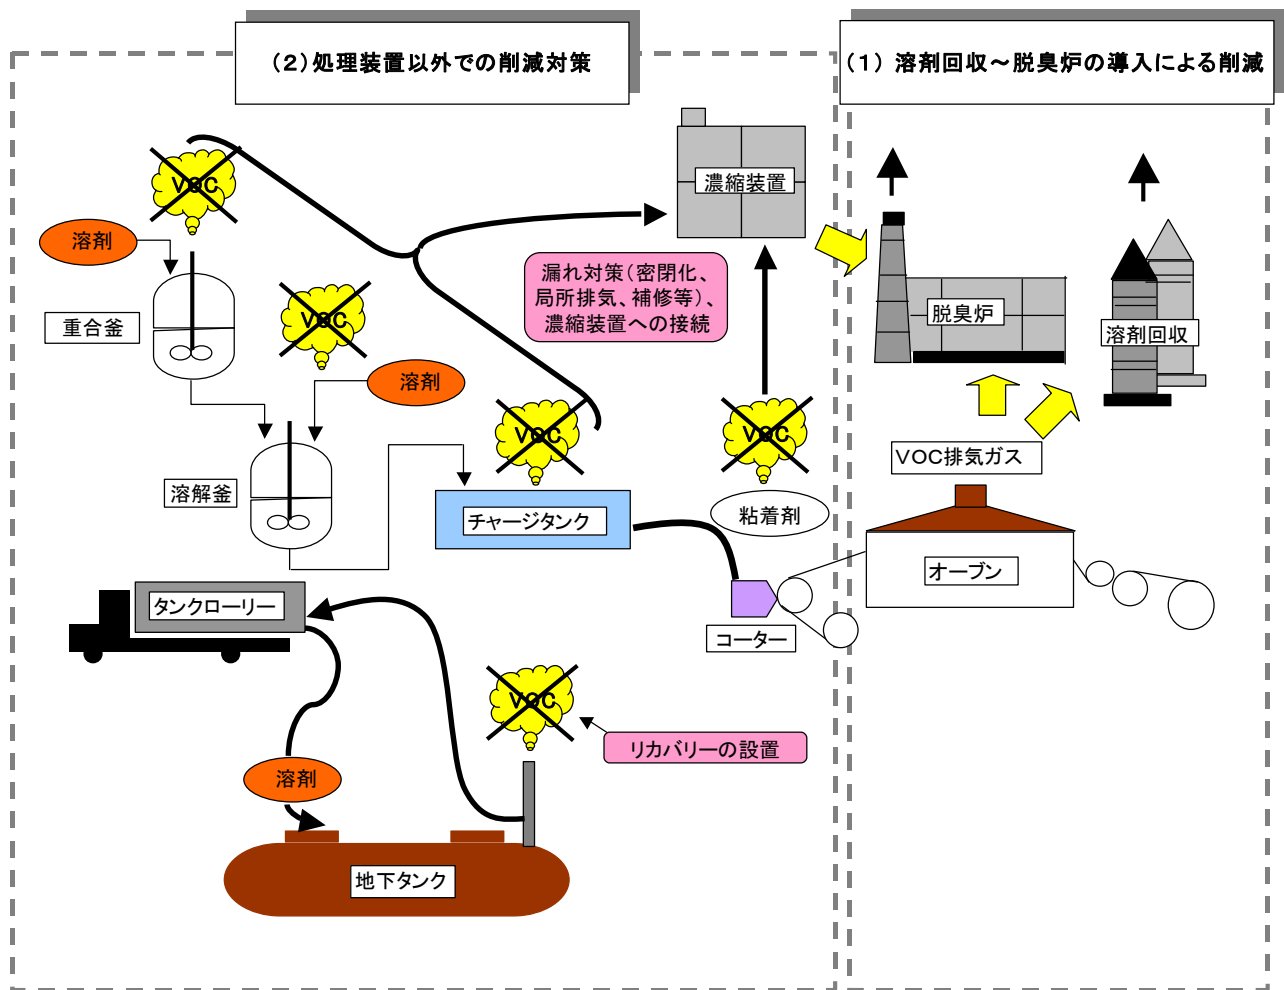 (2)処理装置以外での削減対策
(1) 溶剤回収～脱臭炉の導入による削減
VOC
濃縮装置
溶剤
漏れ対策(密閉化、
局所排気、補修等)、
濃縮装置への接続
VOC
脱臭炉
重合釜
溶剤回収
溶剤
VOC
VOC
VOC排気ガス
溶解釜
チャージタンク
粘着剤
オーブン
タンクローリー
コーター
VOC
リカバリーの設置
溶剤
地下タンク